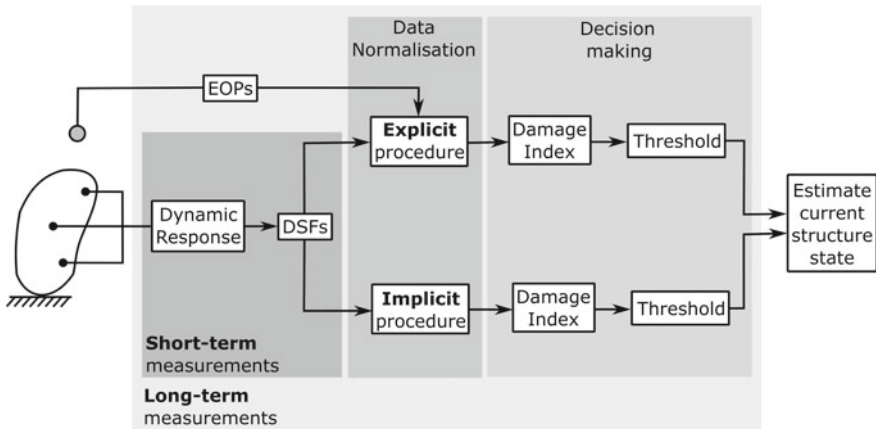 Data
Normalisation
Decision
making
EOPs
Explicit
procedure
Damage
Index
Threshold
Dynamic
Response
DSFs
Estimate
current
structure
state
Implicit
procedure
Damage
Index
Threshold
Short-term
measurements
Long-term
measurements